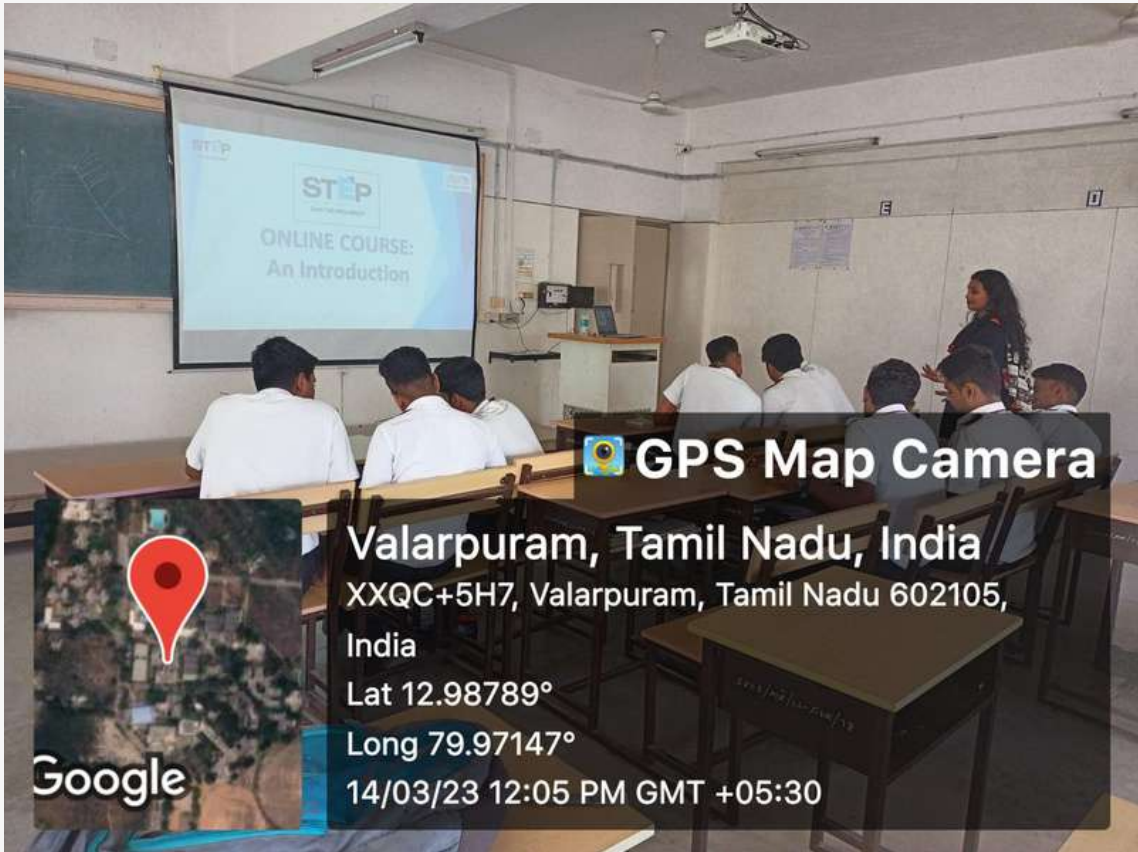 STEP
STEP
ONLINE COURSE:
An Introduction
E
D
GPS Map Camera
Valarpuram, Tamil Nadu, India
XXQC+5H7, Valarpuram, Tamil Nadu 602105,
India
Lat 12.98789°
Long 79.97147°
14/03/23 12:05 PM GMT +05:30
Google